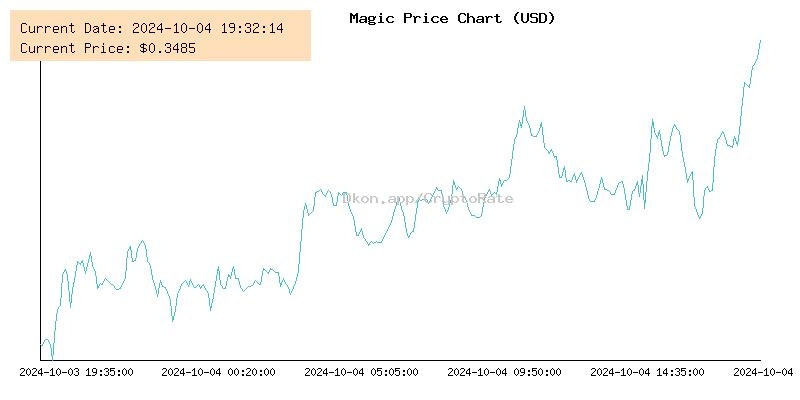 Magic Price Chart (USD)
Current Date: 2024-10-04 19:32:14
Current Price: $0.3485
Dkon.app/CryptoRate
2024-10-03 19:35:00 2024-10-04 00:20:00 2024-10-04 05:05:00 2024-10-04 09:50:00 2024-10-04 14:35:00 2024-10-04